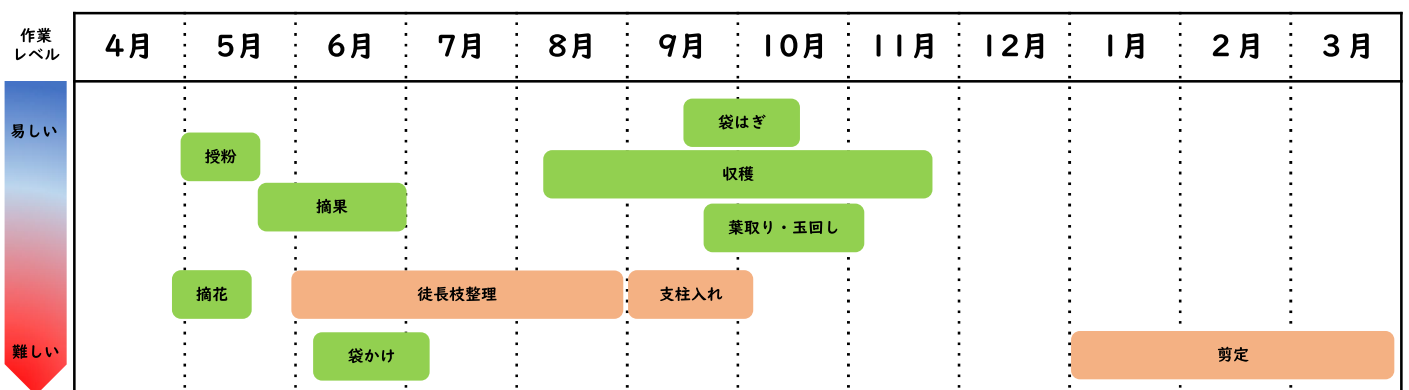 作業
レベル
4月 5月 6月 7月 8月 9月 10月 11月 12月 1月 2月 3月
易しい
袋はぎ
授粉
収穫
摘果
葉取り・玉回し
摘花
徒長枝整理
支柱入れ
難しい
袋かけ
剪定